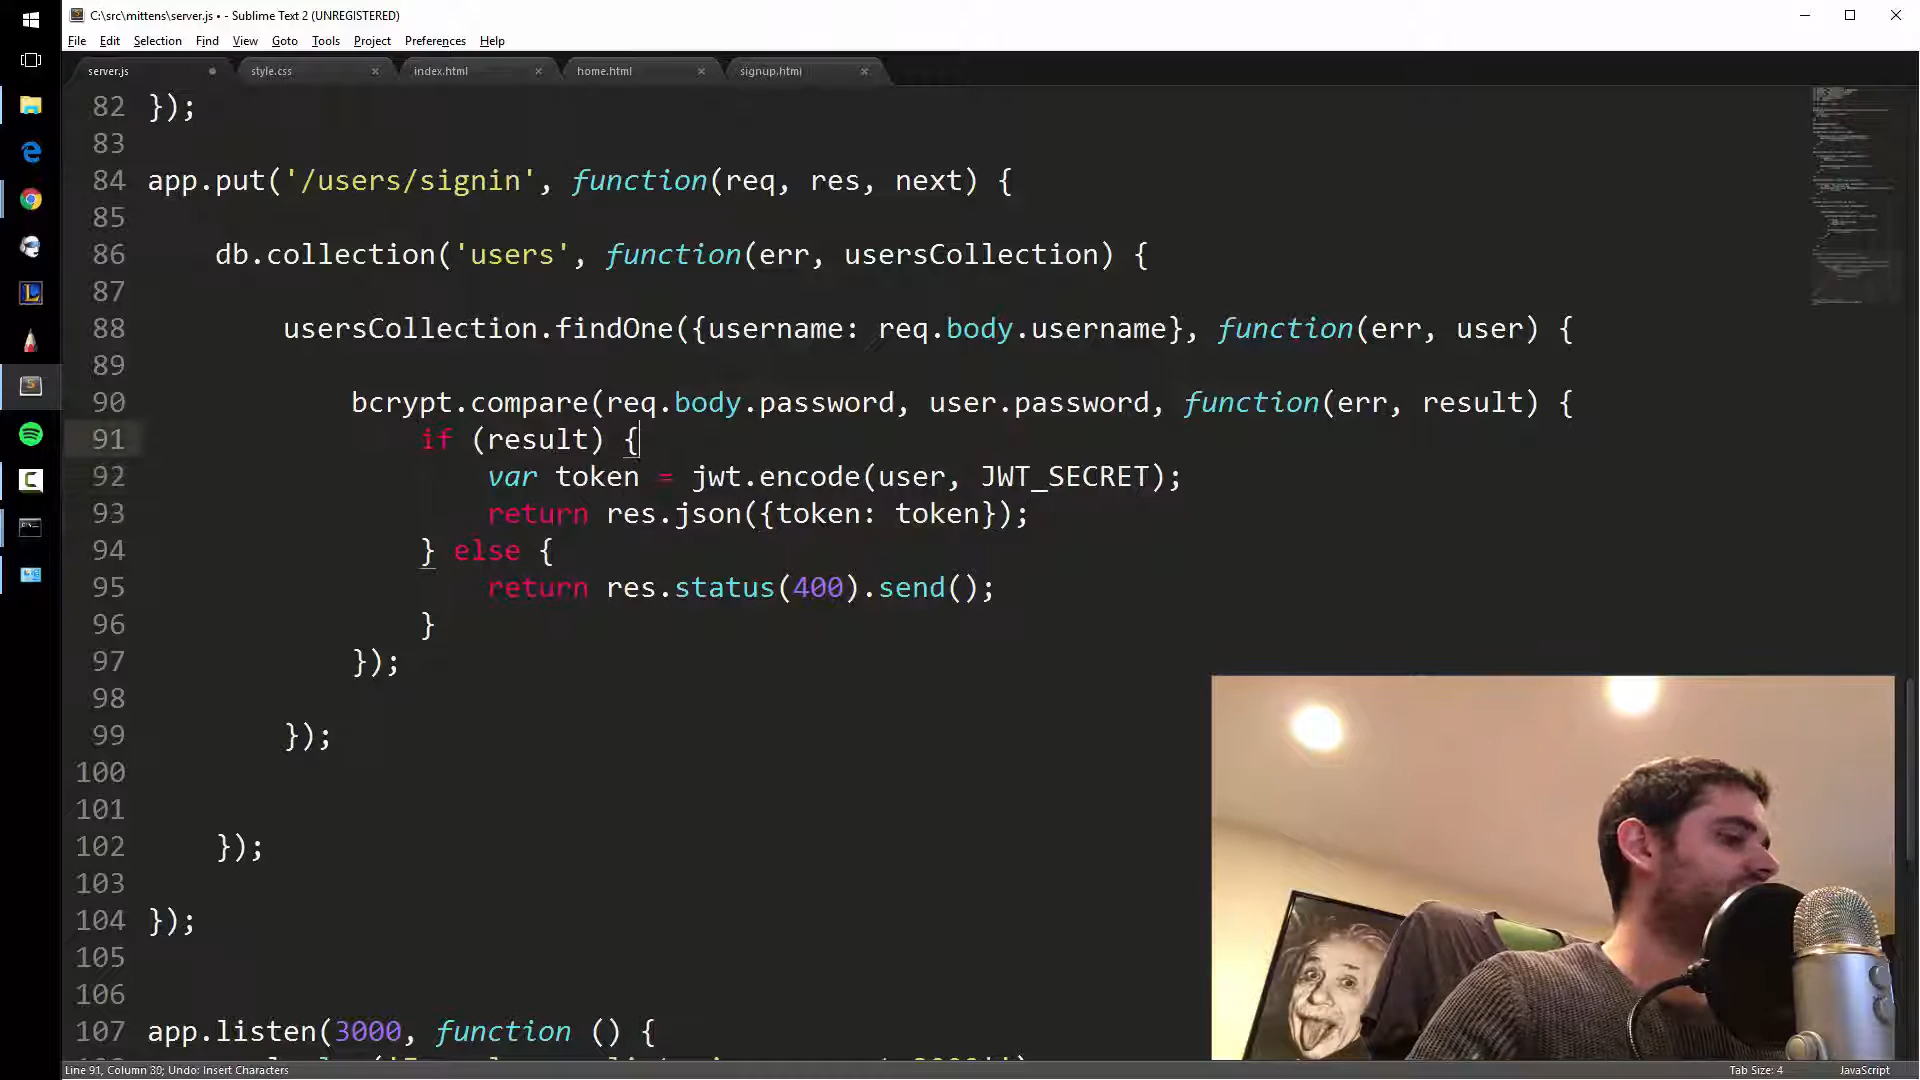 C:\src\mittens\server.js • - Sublime Text 2 (UNREGISTERED)
File Edit Selection Find View Goto Tools Project Preferences Help
server.js style.css index.html home.html signup.html
82 });
83
84 app.put('/users/signin', function(req, res, next) {
85
86 db.collection('users', function(err, usersCollection) {
87
88 usersCollection.findOne({username: req.body.username}, function(err, user) {
89
90 bcrypt.compare(req.body.password, user.password, function(err, result) {
91 if (result) {
92 var token = jwt.encode(user, JWT_SECRET);
93 return res.json({token: token});
94 } else {
95 return res.status(400).send();
96 }
97 });
98
99 });
100
101
102 });
103
104 });
105
106
107 app.listen(3000, function () {
Line 91, Column 30; Undo: Insert Characters
Tab Size: 4 JavaScript